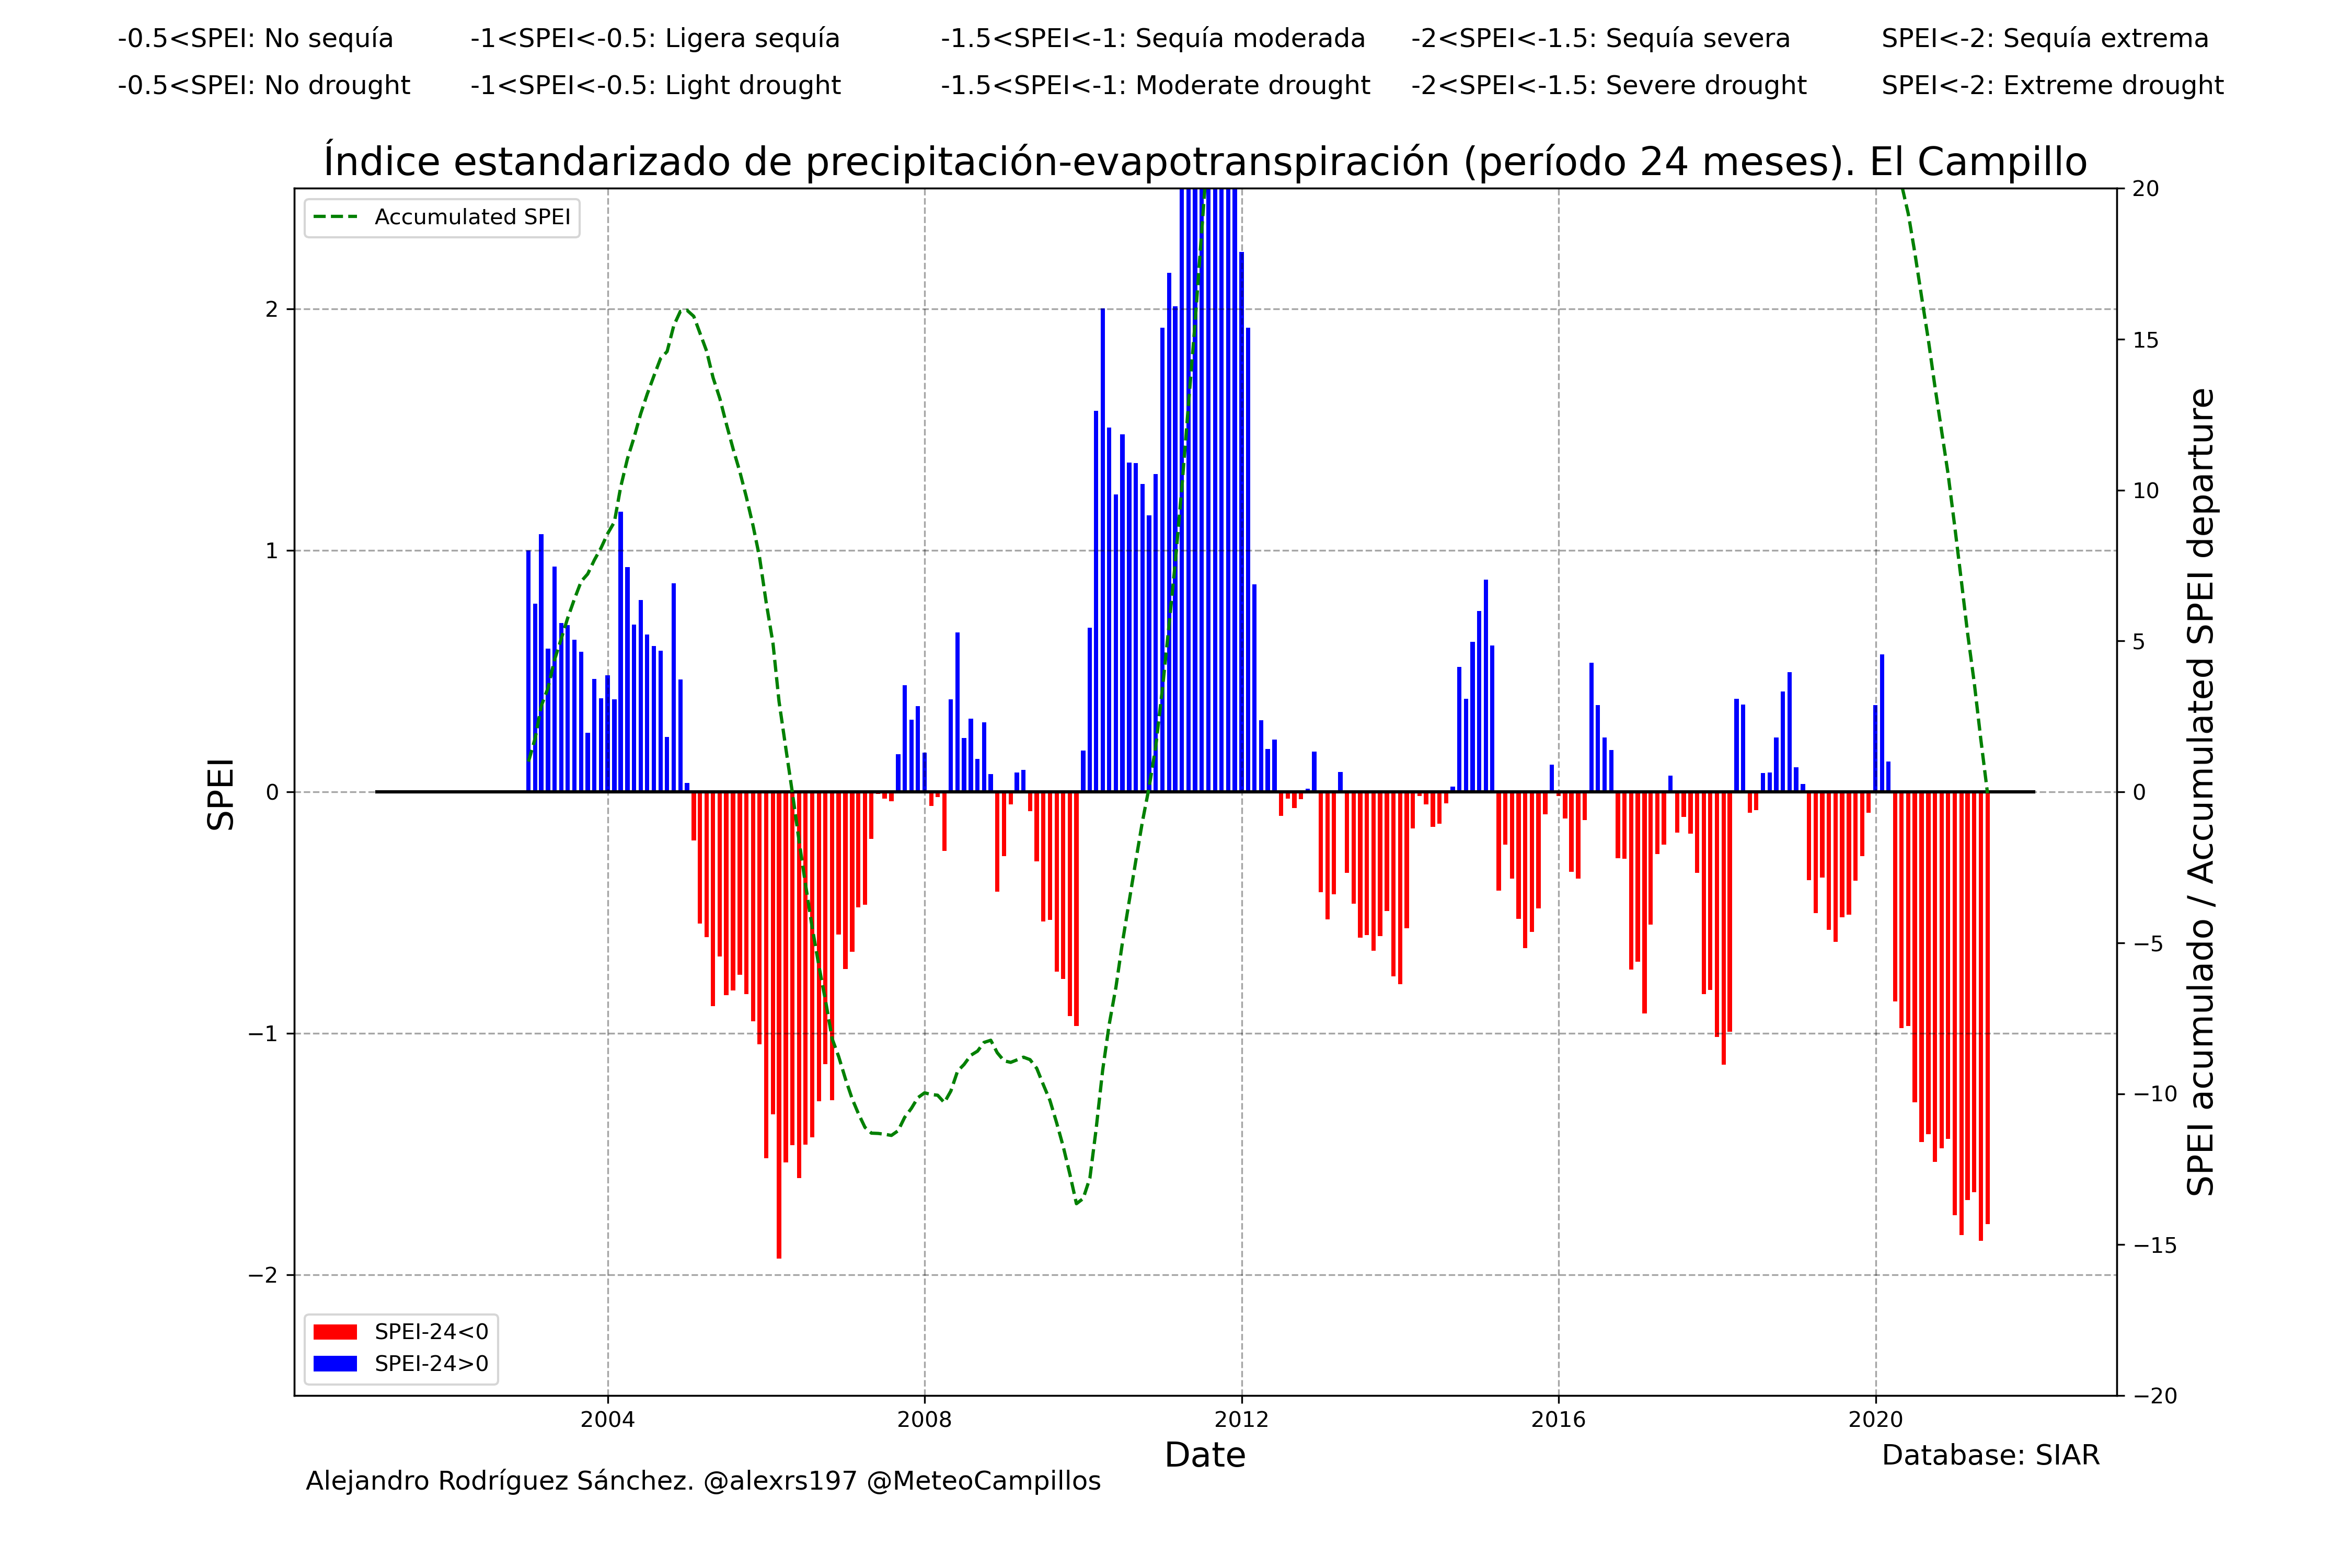 -0.5<SPEI: No sequía -1<SPEI<-0.5: Ligera sequía -1.5<SPEI<-1: Sequía moderada -2<SPEI<-1.5: Sequía severa SPEI<-2: Sequía extrema
-0.5<SPEI: No drought -1<SPEI<-0.5: Light drought -1.5<SPEI<-1: Moderate drought -2<SPEI<-1.5: Severe drought SPEI<-2: Extreme drought
Índice estandarizado de precipitación-evapotranspiración (período 24 meses). El Campillo
Accumulated SPEI
SPEI
2
1
0
−1
−2
20
15
10
5
0
−5
−10
−15
−20
SPEI acumulado / Accumulated SPEI departure
SPEI-24<0
SPEI-24>0
2004 2008 2012 2016 2020
Date
Database: SIAR
Alejandro Rodríguez Sánchez. @alexrs197 @MeteoCampillos